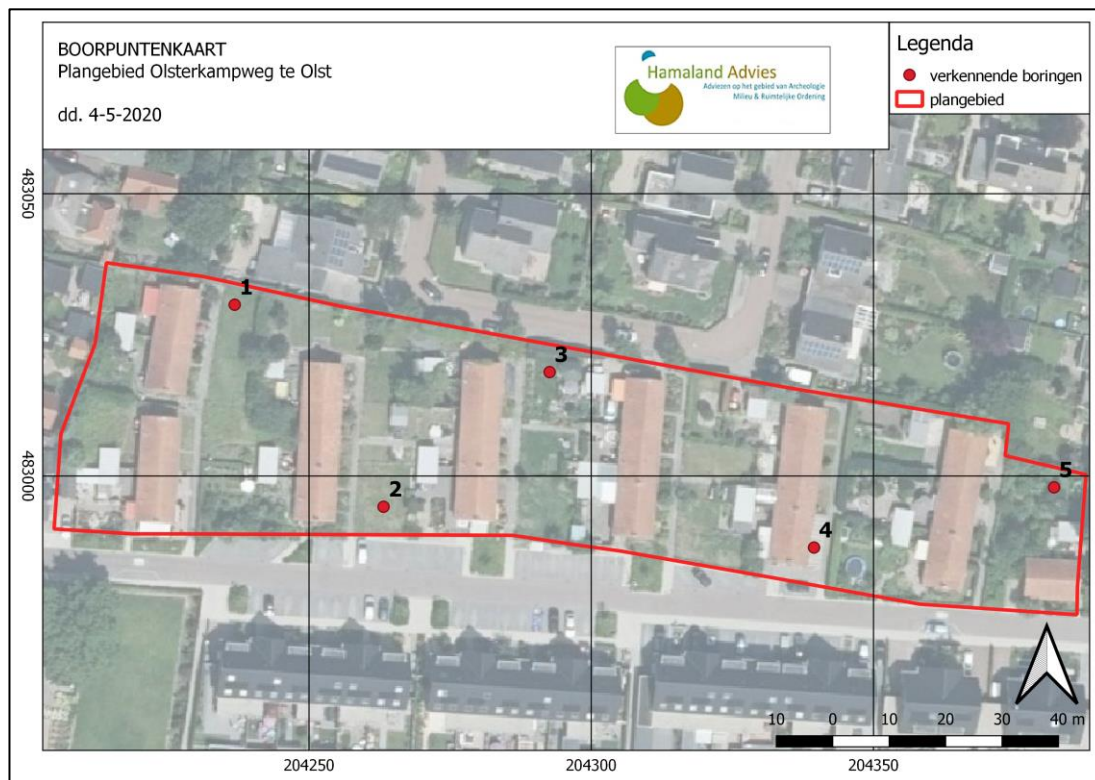 BOORPUNTENKAART
Plangebied Olsterkampweg te Olst
dd. 4-5-2020
Hamaland Advies
Adviezen op het gebied van Archeologie
Milieu & Ruimtelijke Ordening
Legenda
verkennende boringen
plangebied
483050
483000
1
3
2
5
4
10 0 10 20 30 40 m
204250 204300 204350